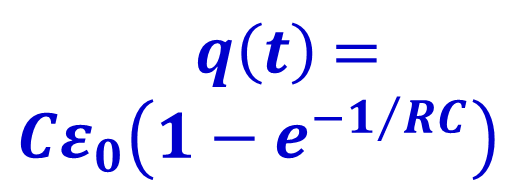 q(t) =
Cε₀(1 − e^{−1/RC})